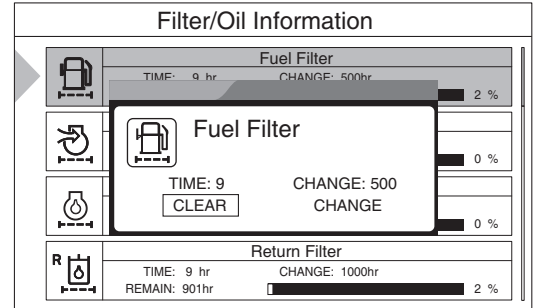 Filter/Oil Information
Fuel Filter
TIME: 9 hr CHANGE: 500hr
2 %
Fuel Filter
0 %
TIME: 9 CHANGE: 500
CLEAR CHANGE
0 %
R
Return Filter
TIME: 9 hr CHANGE: 1000hr
REMAIN: 901hr 2 %